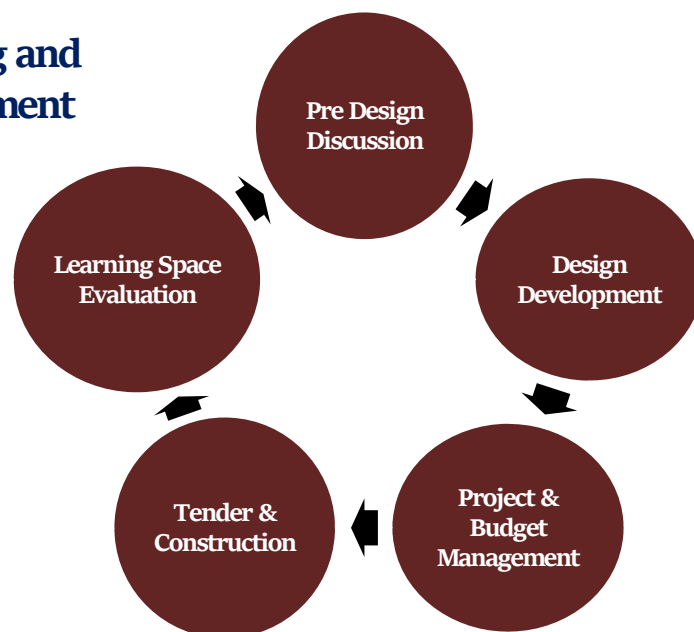 g and
ment
Pre Design
Discussion
Design
Development
Project &
Budget
Management
Tender &
Construction
Learning Space
Evaluation